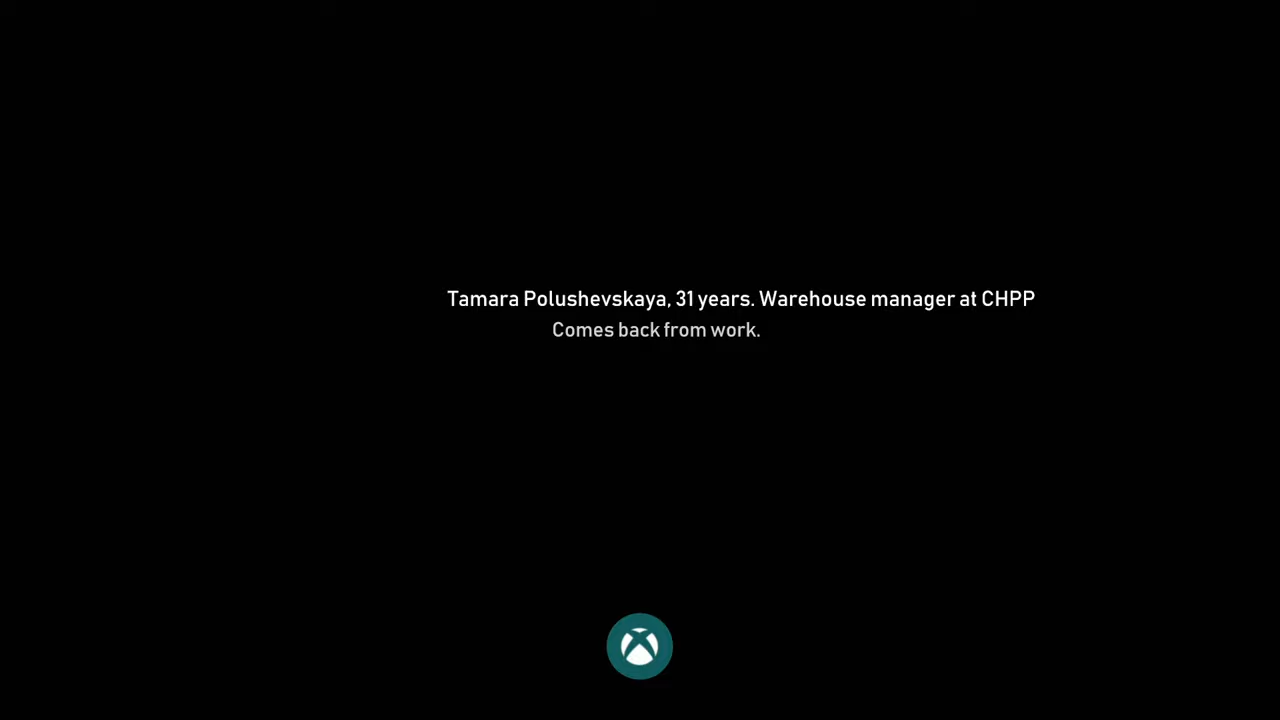 Tamara Polushevskaya, 31 years. Warehouse manager at CHPP
Comes back from work.